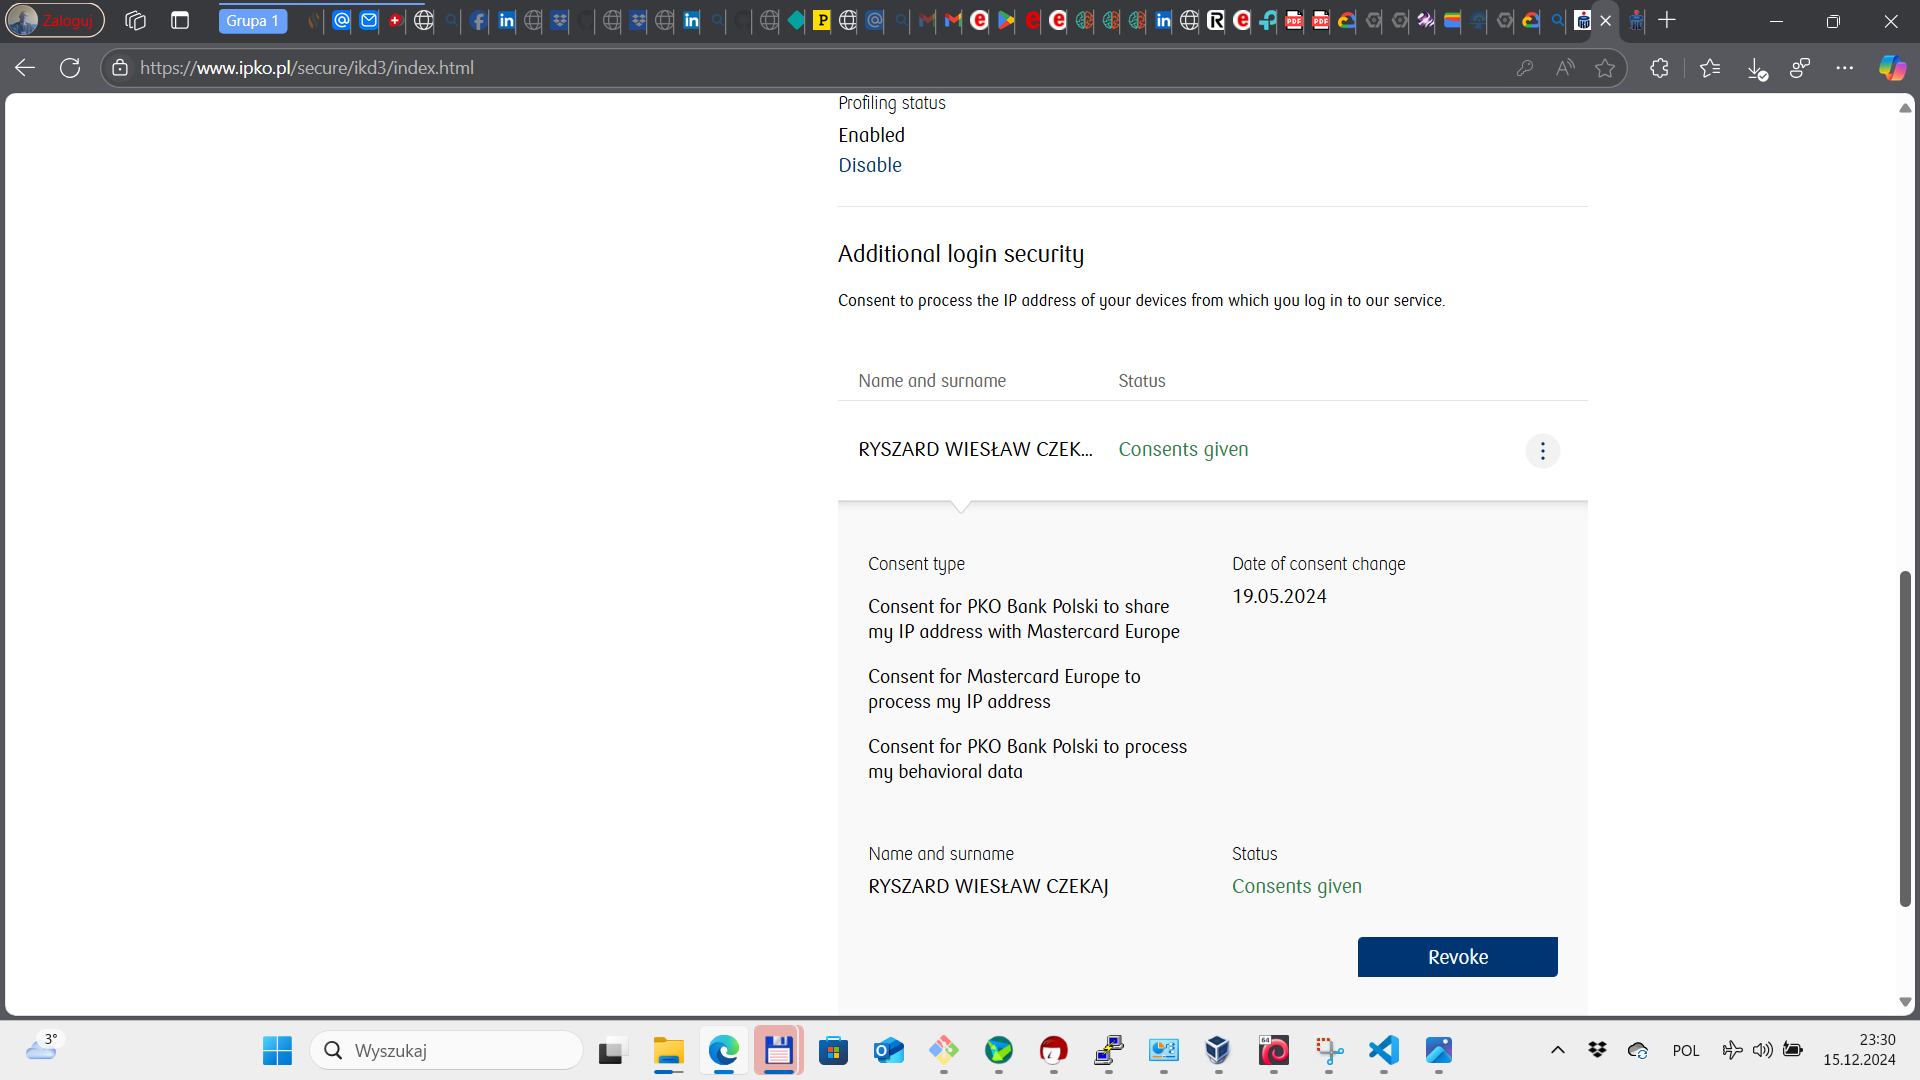 Zaloguj
Grupa 1
https://www.ipko.pl/secure/ikd3/index.html
Profiling status
Enabled
Disable
Additional login security
Consent to process the IP address of your devices from which you log in to our service.
Name and surname Status
RYSZARD WIESŁAW CZEK... Consents given
Consent type
Date of consent change
19.05.2024
Consent for PKO Bank Polski to share
my IP address with Mastercard Europe
Consent for Mastercard Europe to
process my IP address
Consent for PKO Bank Polski to process
my behavioral data
Name and surname
RYSZARD WIESŁAW CZEKAJ
Status
Consents given
Revoke
3°
Wyszukaj
64
POL
23:30
15.12.2024